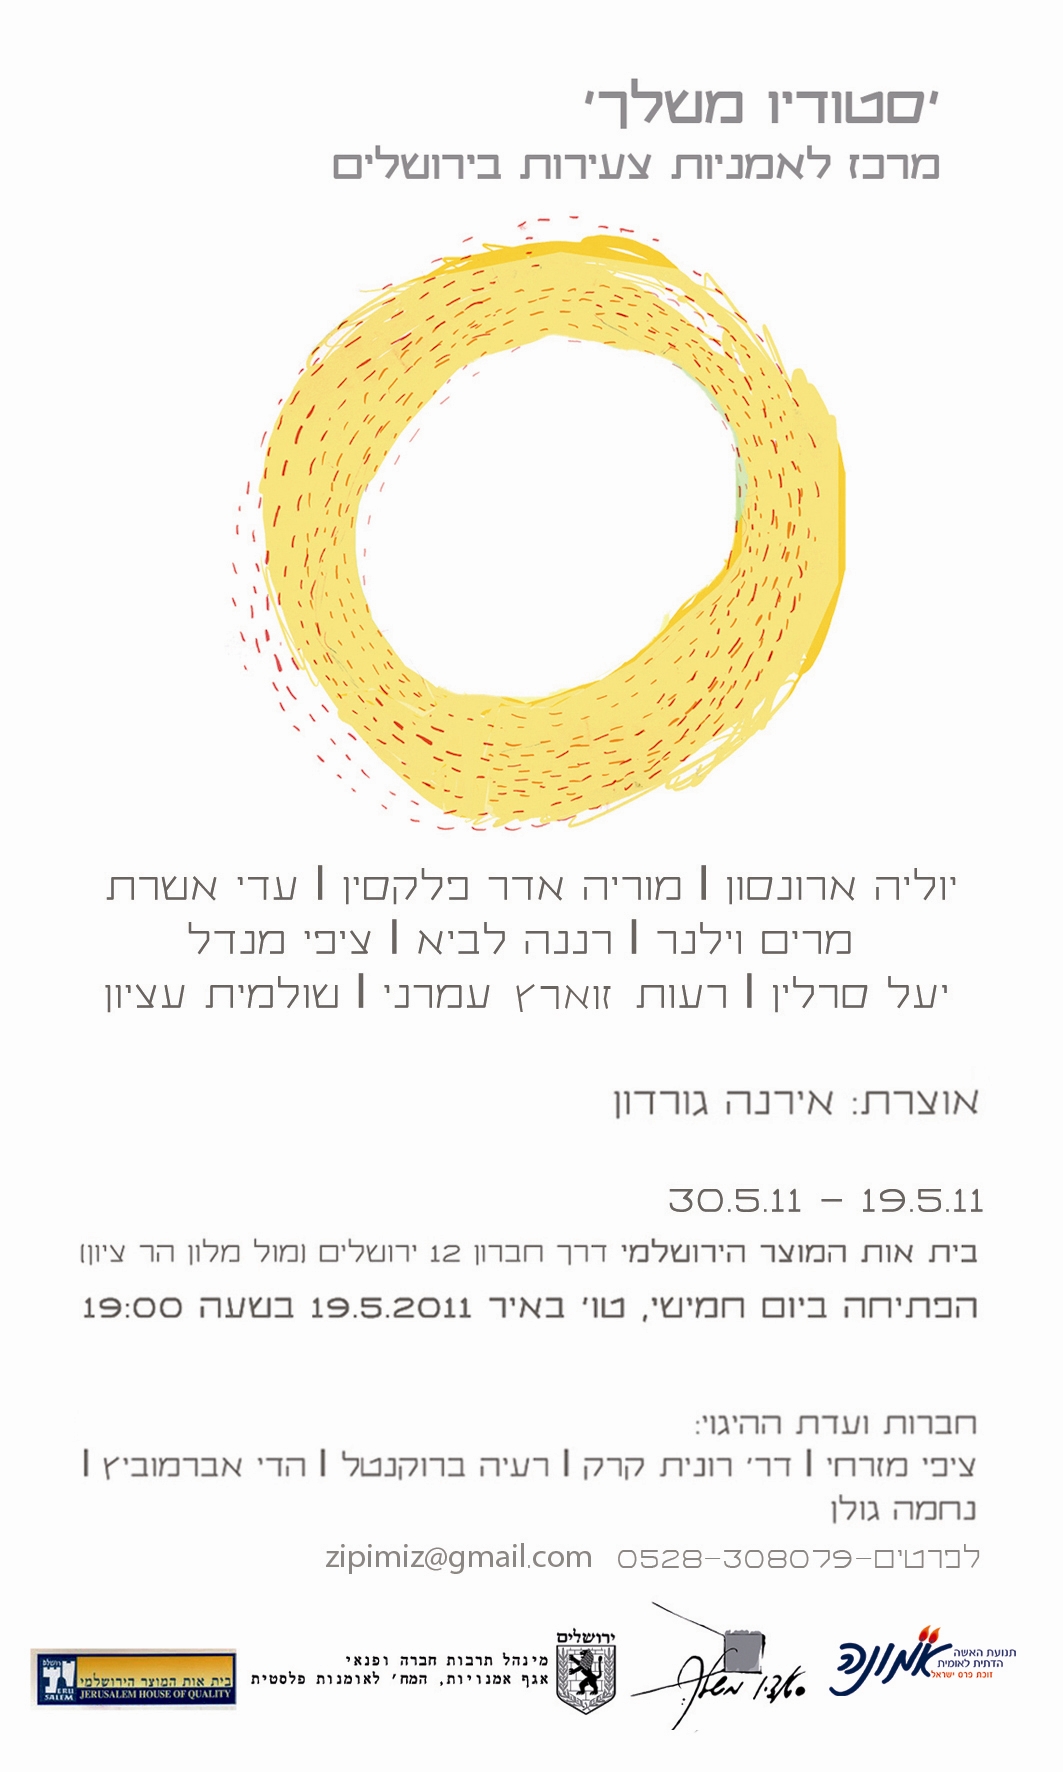 'סטודיו משלך'
מרכז לאמניות צעירות בירושלים
יוליה ארונסון | מוריה אדר פלקסין | עדי אשרת
מרים וילנר | רננה לביא | ציפי מנדל
יעל סרלין | רעות זוארץ עמרני | שולמית עציון
אוצרת: אירנה גורדון
19.5.11 – 30.5.11
בית אות המוצר הירושלמי דרך חברון 12 ירושלים (מול מלון הר ציון)
הפתיחה ביום חמישי, טו' באיר 19.5.2011 בשעה 19:00
חברות ועדת ההיגוי:
ציפי מזרחי | דר' רונית קרק | רעיה ברוקנטל | הדי אברמוביץ |
נחמה גולן
לפרטים-0528-308079 zipimiz@gmail.com
אמונה
תנועת האשה
הדתית לאומית
זוכת פרס ישראל
סטודיו משלך
ירושלים
מינהל תרבות חברה ופנאי
אגף אמנויות, המח' לאומנות פלסטית
ירושלם
JERU
SALEM
בית אות המוצר הירושלמי
JERUSALEM HOUSE OF QUALITY